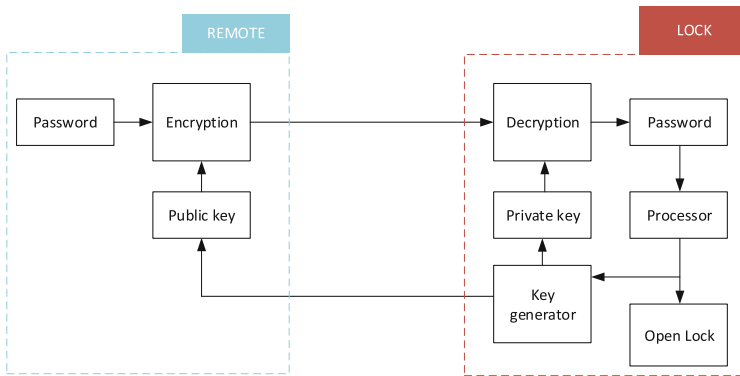 REMOTE
LOCK
Password
Encryption
Decryption
Password
Public key
Private key
Processor
Key
generator
Open Lock